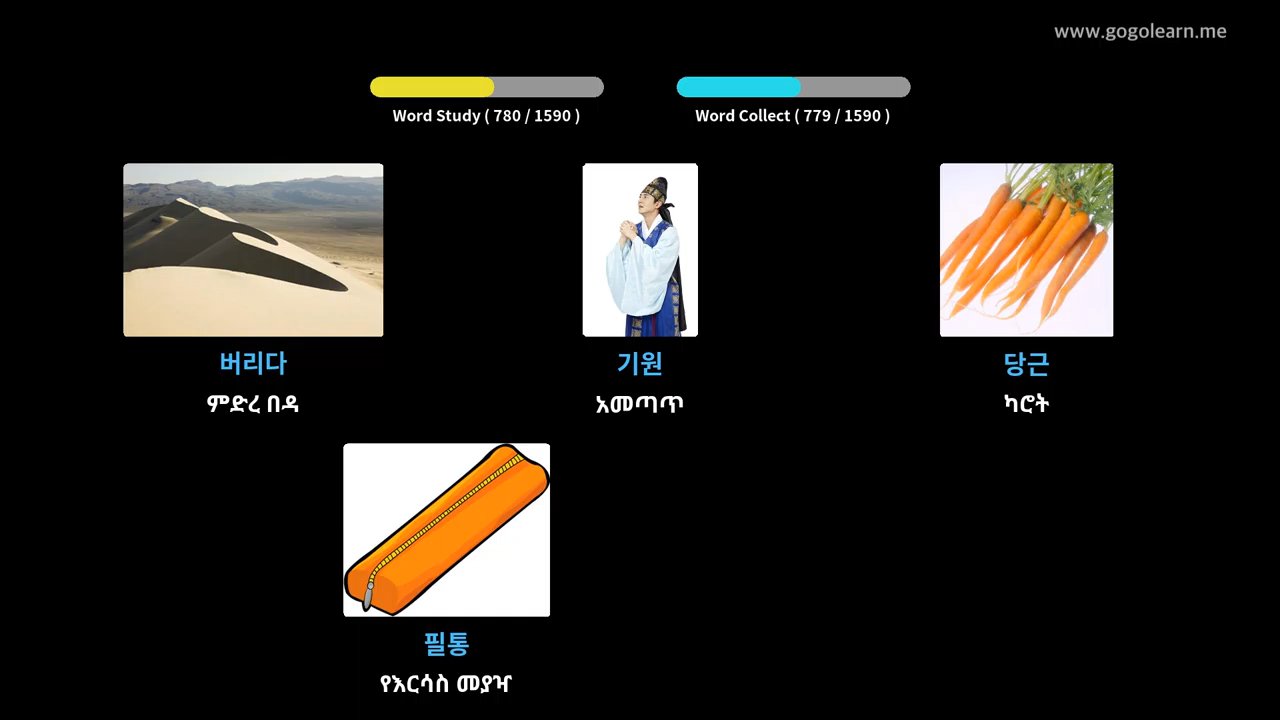 www.gogolearn.me
Word Study ( 780 / 1590 )
Word Collect ( 779 / 1590 )
버리다
기원
당근
ምድረ በዳ
አመጣጥ
ካሮት
필통
የእርሳስ መያዣ